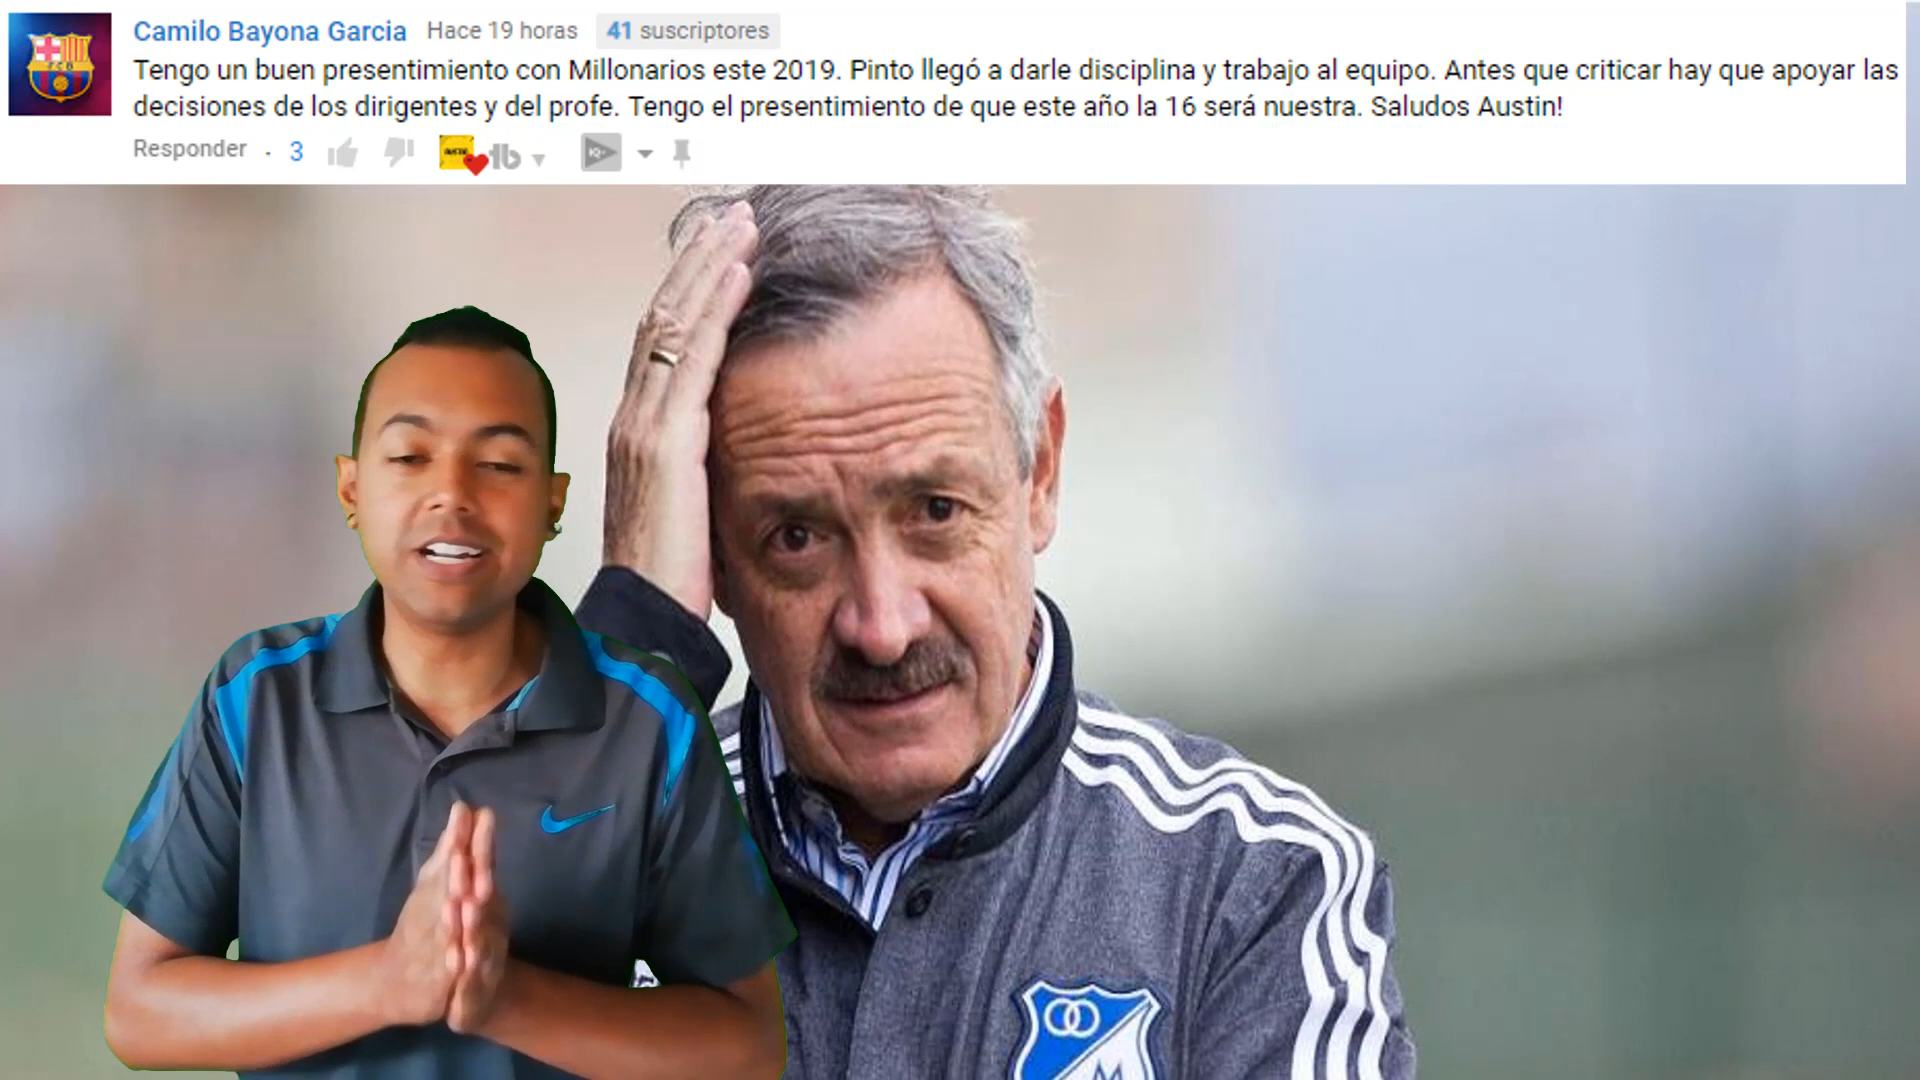 Camilo Bayona Garcia Hace 19 horas 41 suscriptores
Tengo un buen presentimiento con Millonarios este 2019. Pinto llegó a darle disciplina y trabajo al equipo. Antes que criticar hay que apoyar las
decisiones de los dirigentes y del profe. Tengo el presentimiento de que este año la 16 será nuestra. Saludos Austin!
Responder · 3
FCB
M